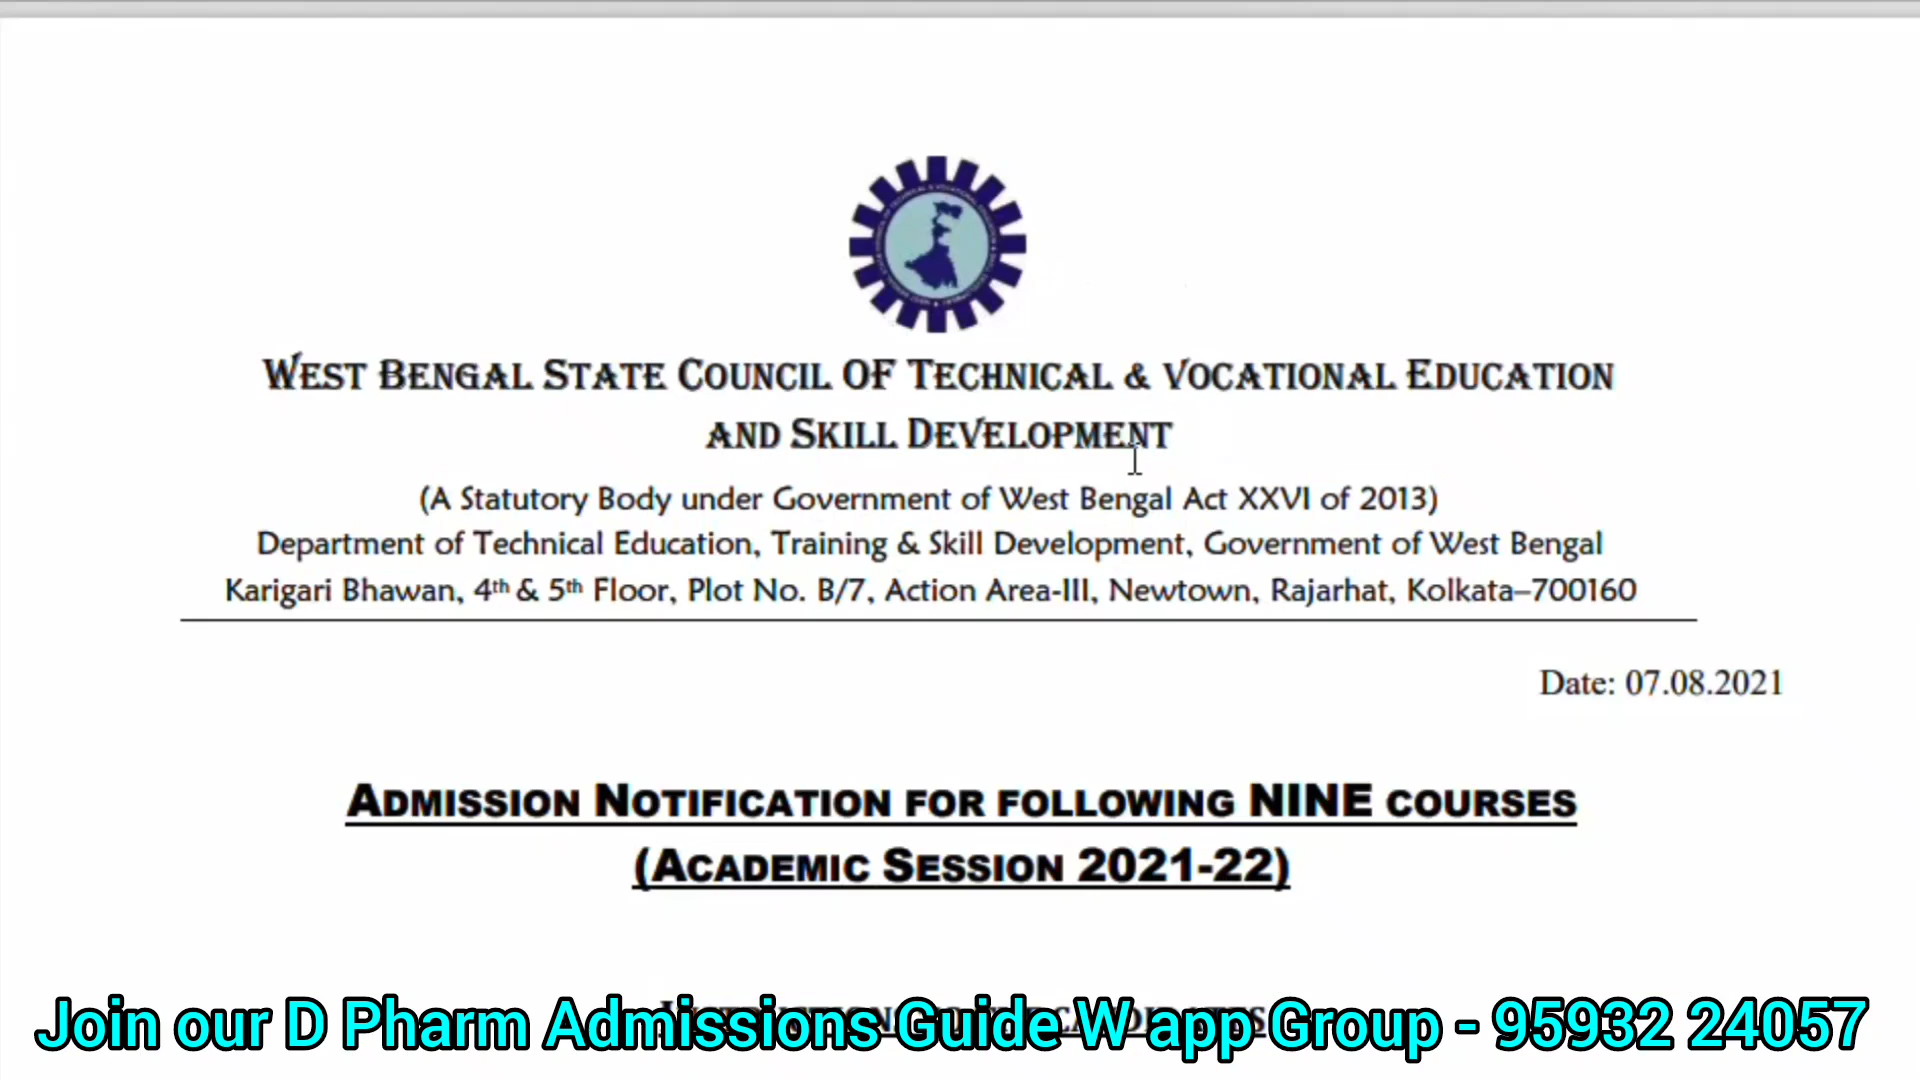 WEST BENGAL STATE COUNCIL OF TECHNICAL & VOCATIONAL EDUCATION
AND SKILL DEVELOPMENT
(A Statutory Body under Government of West Bengal Act XXVI of 2013)
Department of Technical Education, Training & Skill Development, Government of West Bengal
Karigari Bhawan, 4th & 5th Floor, Plot No. B/7, Action Area-III, Newtown, Rajarhat, Kolkata–700160
Date: 07.08.2021
ADMISSION NOTIFICATION FOR FOLLOWING NINE COURSES
(ACADEMIC SESSION 2021-22)
Join our D Pharm Admissions Guide W app Group - 95932 24057